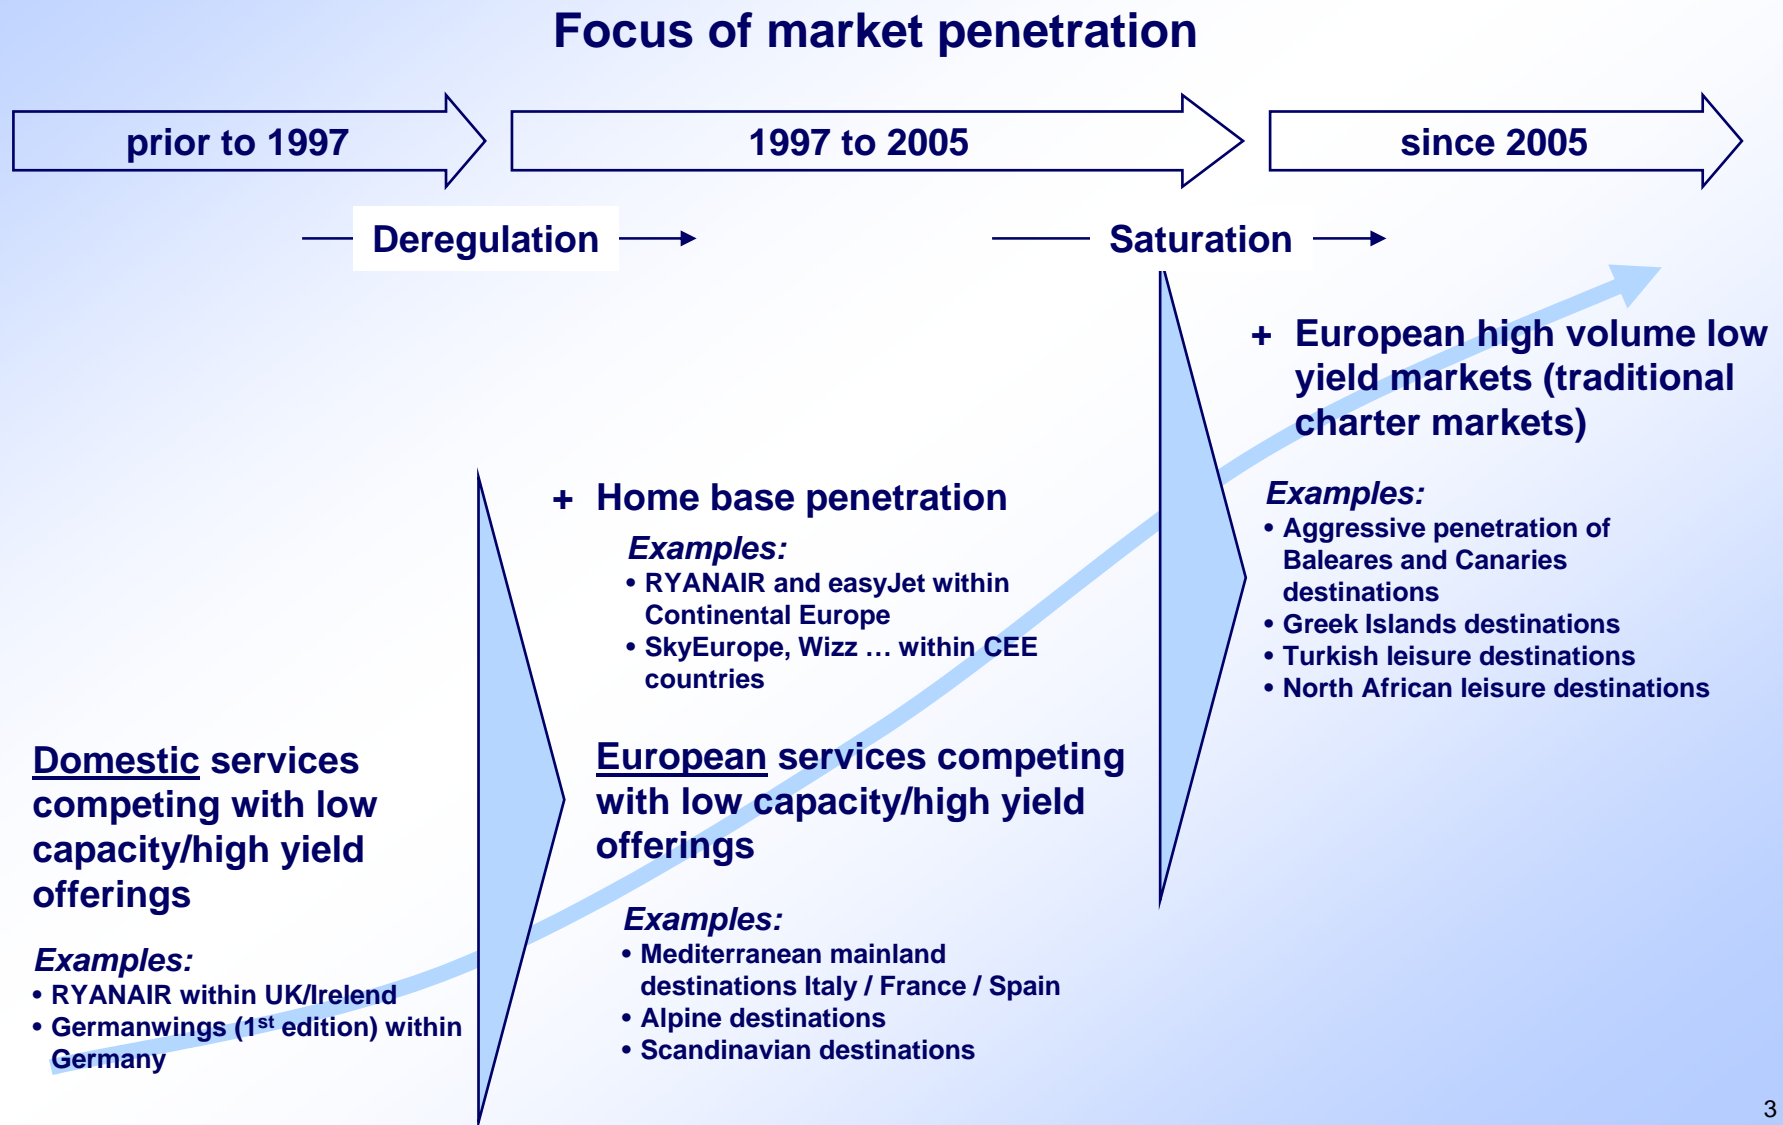 Focus of market penetration
prior to 1997
1997 to 2005
since 2005
Deregulation
Saturation
Domestic services
competing with low
capacity/high yield
offerings
Examples:
• RYANAIR within UK/Irelend
• Germanwings (1st edition) within
Germany
+ Home base penetration
Examples:
• RYANAIR and easyJet within
Continental Europe
• SkyEurope, Wizz … within CEE
countries
European services competing
with low capacity/high yield
offerings
Examples:
• Mediterranean mainland
destinations Italy / France / Spain
• Alpine destinations
• Scandinavian destinations
+ European high volume low
yield markets (traditional
charter markets)
Examples:
• Aggressive penetration of
Baleares and Canaries
destinations
• Greek Islands destinations
• Turkish leisure destinations
• North African leisure destinations
3